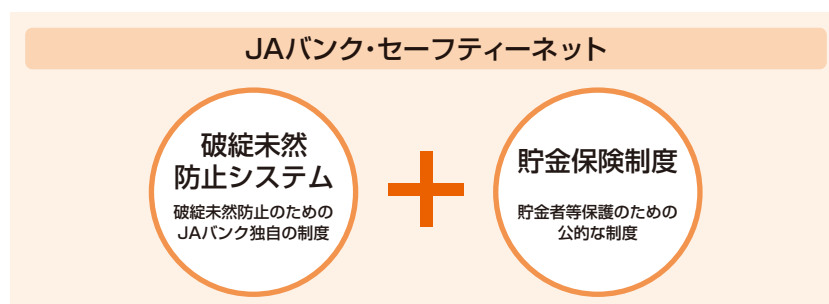 JAバンク・セーフティーネット
破綻未然
防止システム
破綻未然防止のための
JAバンク独自の制度
貯金保険制度
貯金者等保護のための
公的な制度